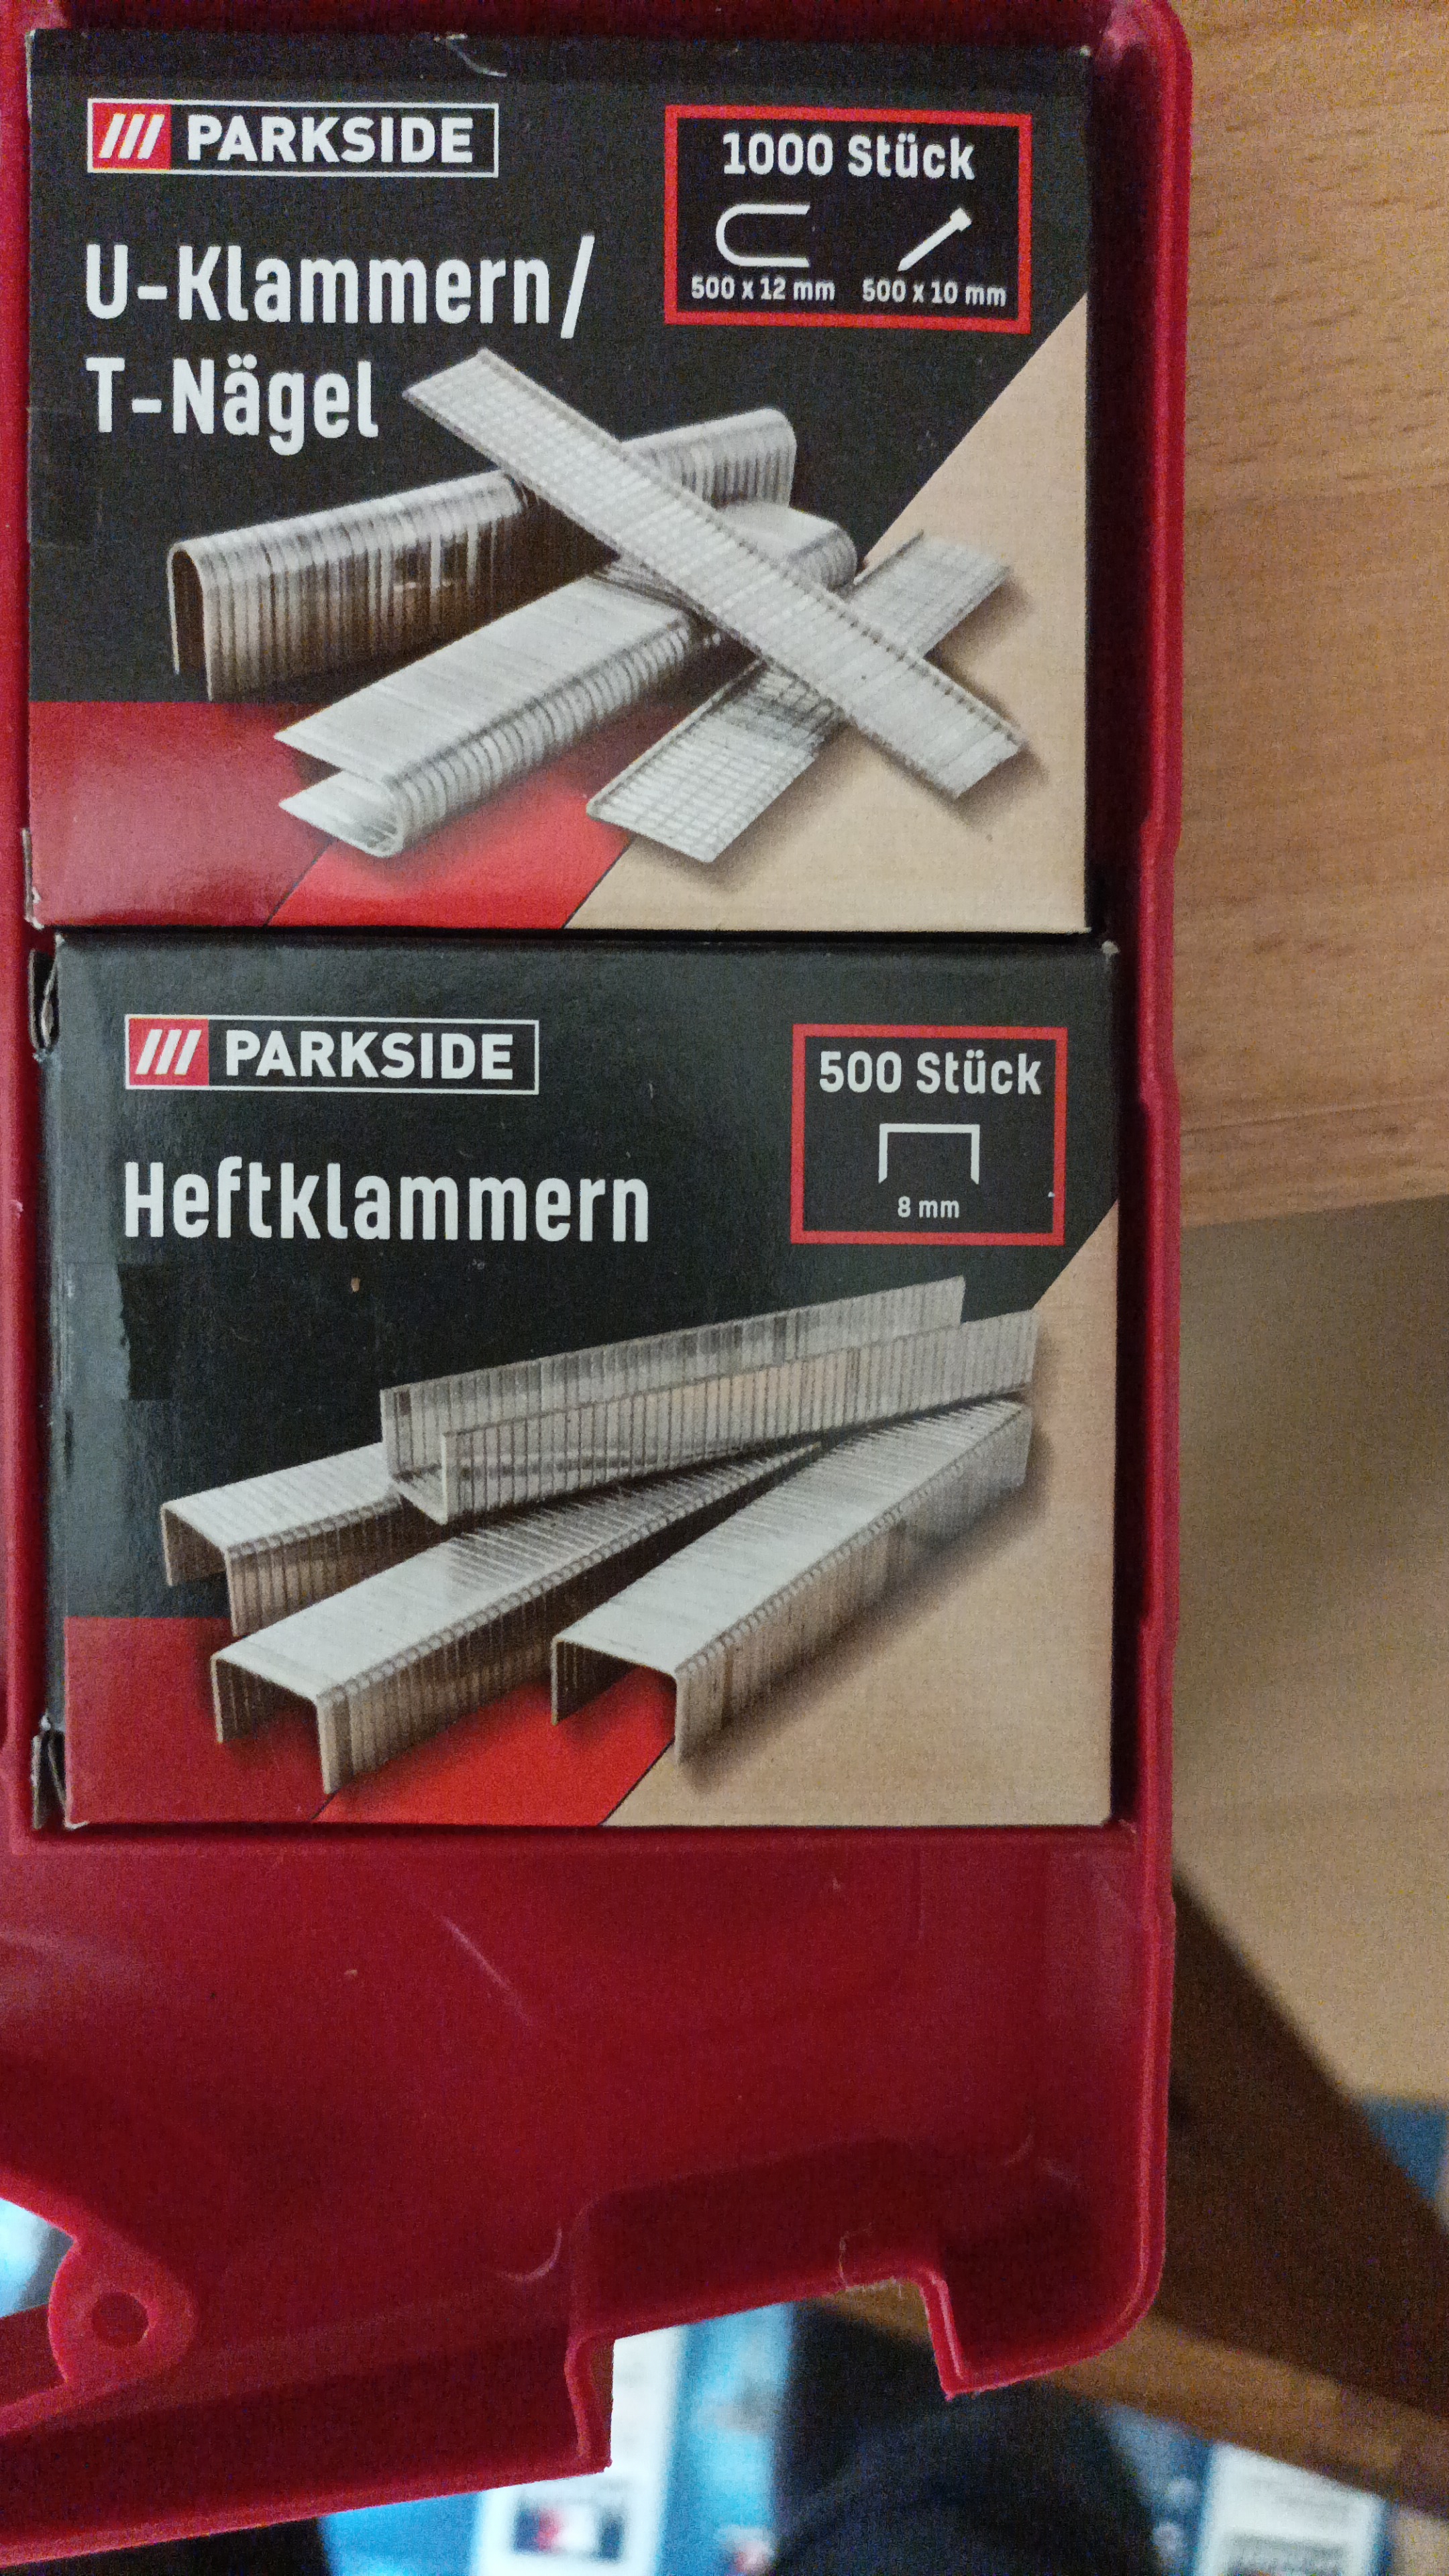 /// PARKSIDE
1000 Stück
500 x 12 mm 500 x 10 mm
U-Klammern/
T-Nägel
/// PARKSIDE
500 Stück
8 mm
Heftklammern